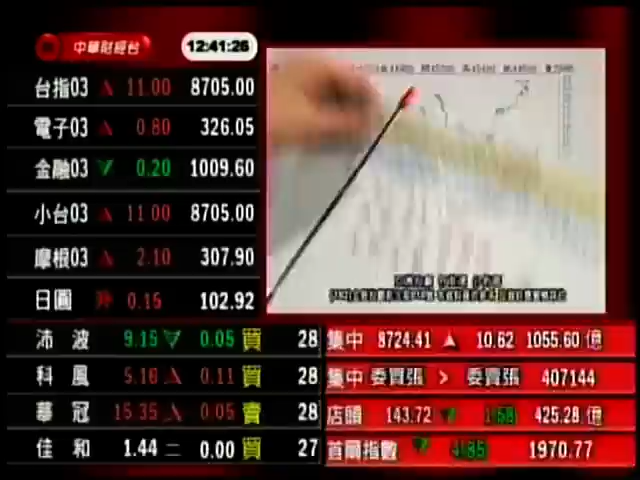 中華財經台
12:41:26
台指03 11.00 8705.00
電子03 0.80 326.05
金融03 0.20 1009.60
小台03 11.00 8705.00
摩根03 2.10 307.90
日圓 0.15 102.92
沛波 9.15 0.05 買 28
科風 5.16 0.11 買 28
華冠 15.35 0.05 賣 28
佳和 1.44 0.00 買 27
集中 8724.41 10.62 1055.60 億
集中 委買張 > 委賣張 407144
店頭 143.72 1.68 425.28 億
首爾指數 4.85 1970.77